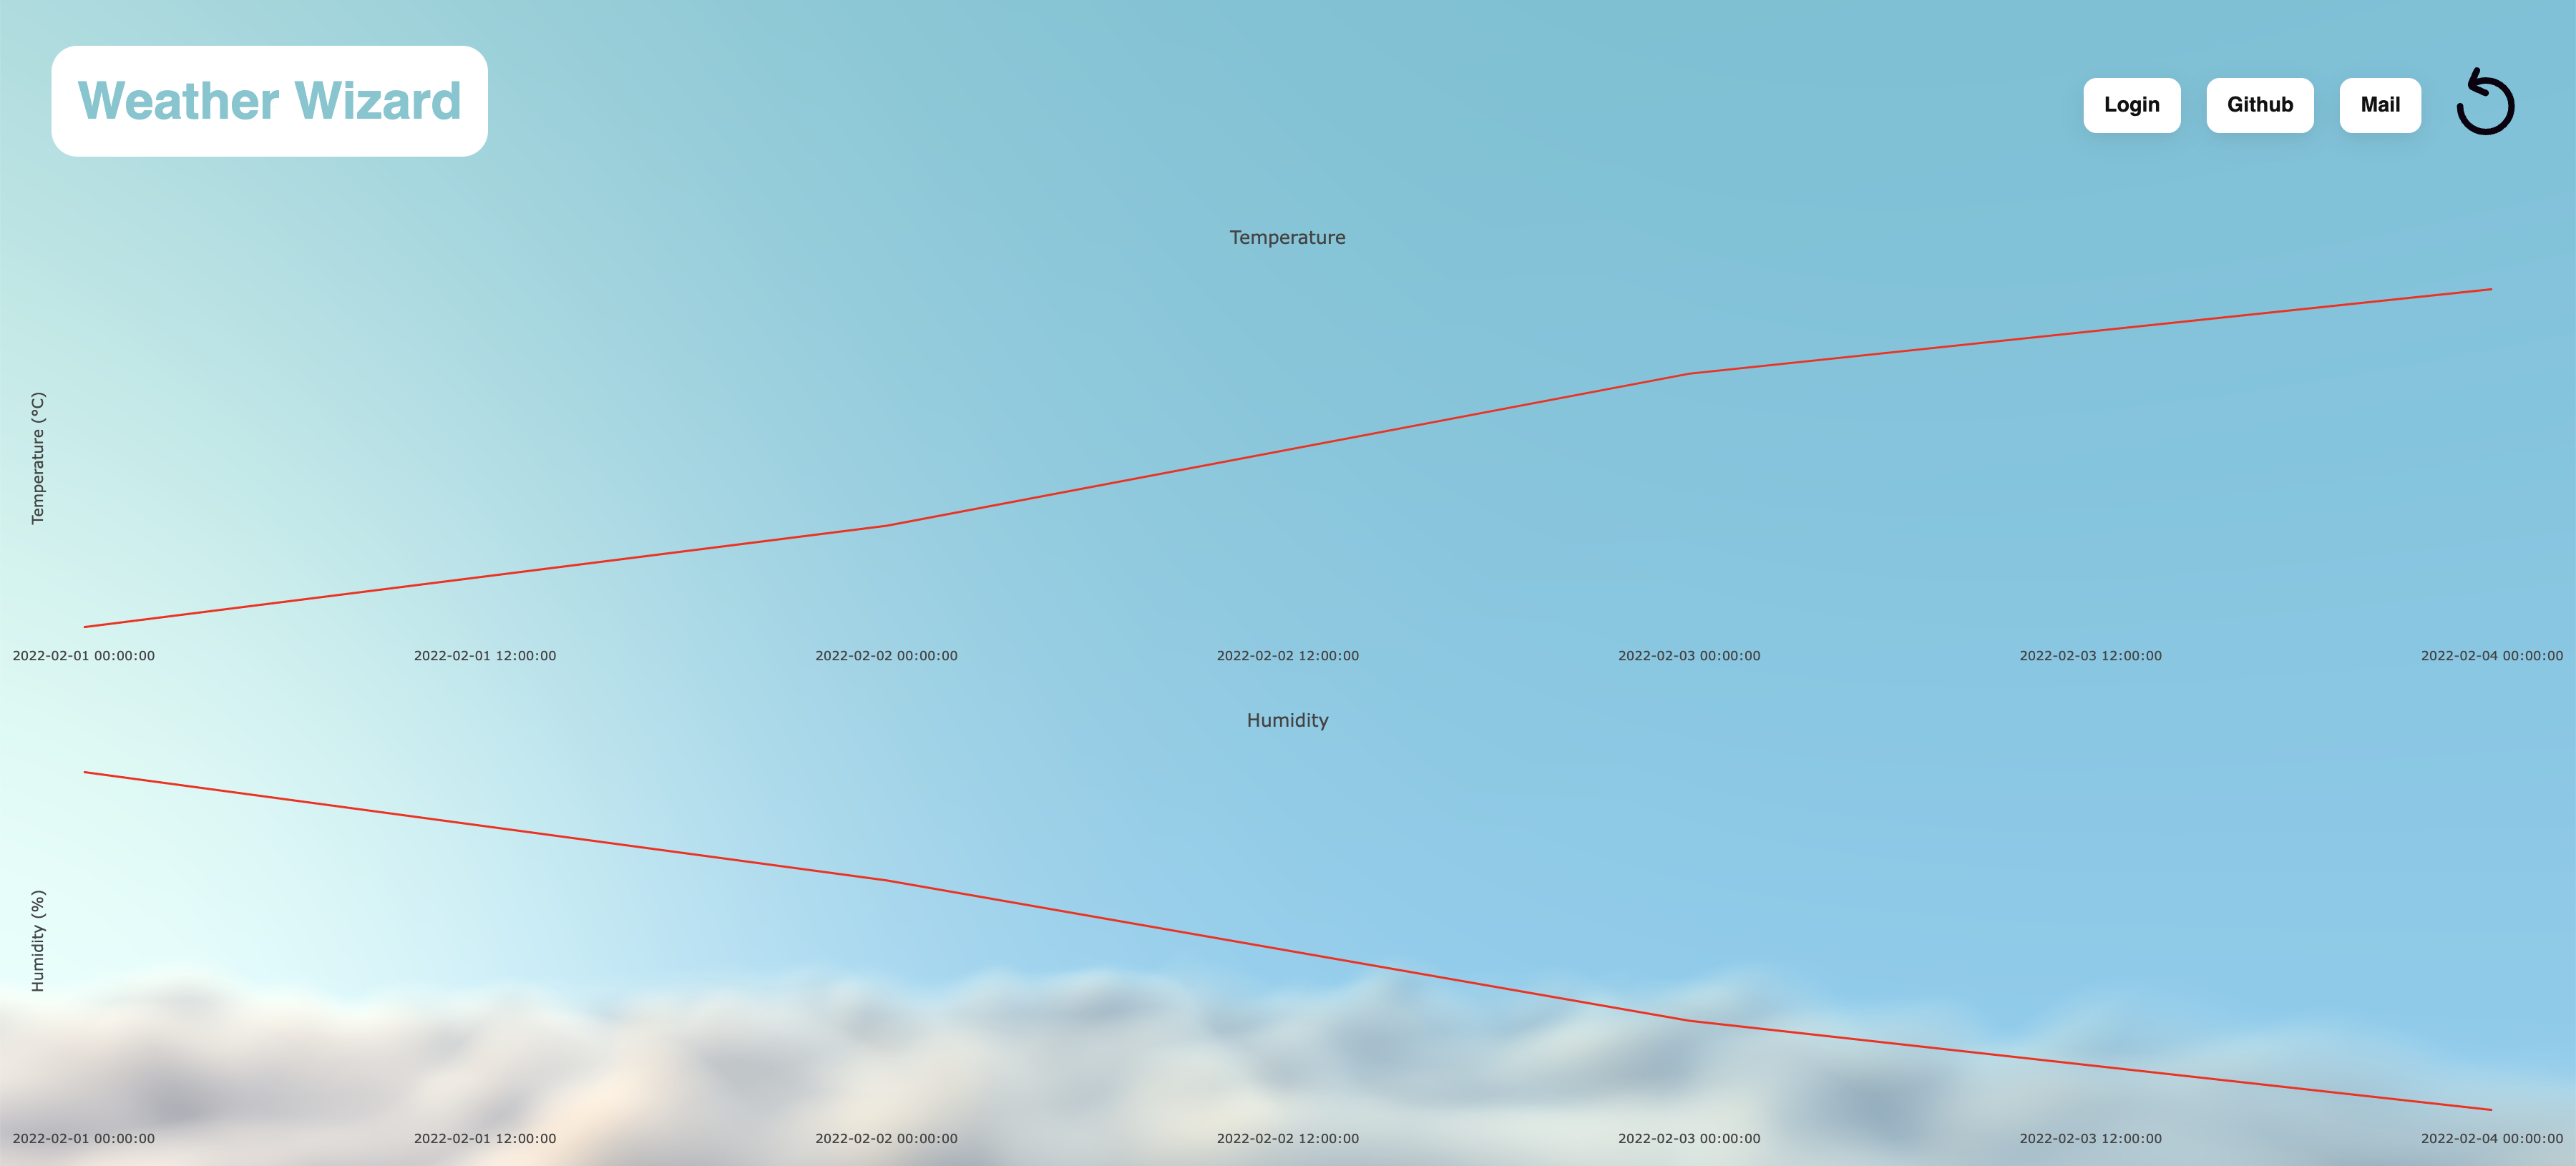 Weather Wizard
Login
Github
Mail
Temperature
Temperature (°C)
2022-02-01 00:00:00
2022-02-01 12:00:00
2022-02-02 00:00:00
2022-02-02 12:00:00
2022-02-03 00:00:00
2022-02-03 12:00:00
2022-02-04 00:00:00
Humidity
Humidity (%)
2022-02-01 00:00:00
2022-02-01 12:00:00
2022-02-02 00:00:00
2022-02-02 12:00:00
2022-02-03 00:00:00
2022-02-03 12:00:00
2022-02-04 00:00:00